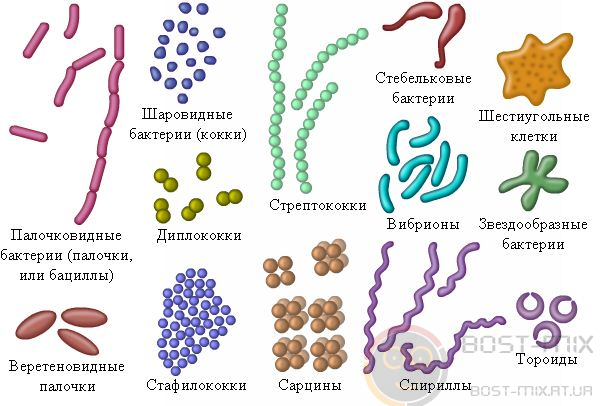 Шаровидные
бактерии (кокки)
Стебельковые
бактерии
Шестиугольные
клетки
Палочковидные
бактерии (палочки,
или бациллы)
Диплококки
Стрептококки
Вибрионы
Звездообразные
бактерии
Веретеновидные
палочки
Стафилококки
Сарцины
Спириллы
Тороиды
BOST-MIX
BOST-MIX.AT.UA